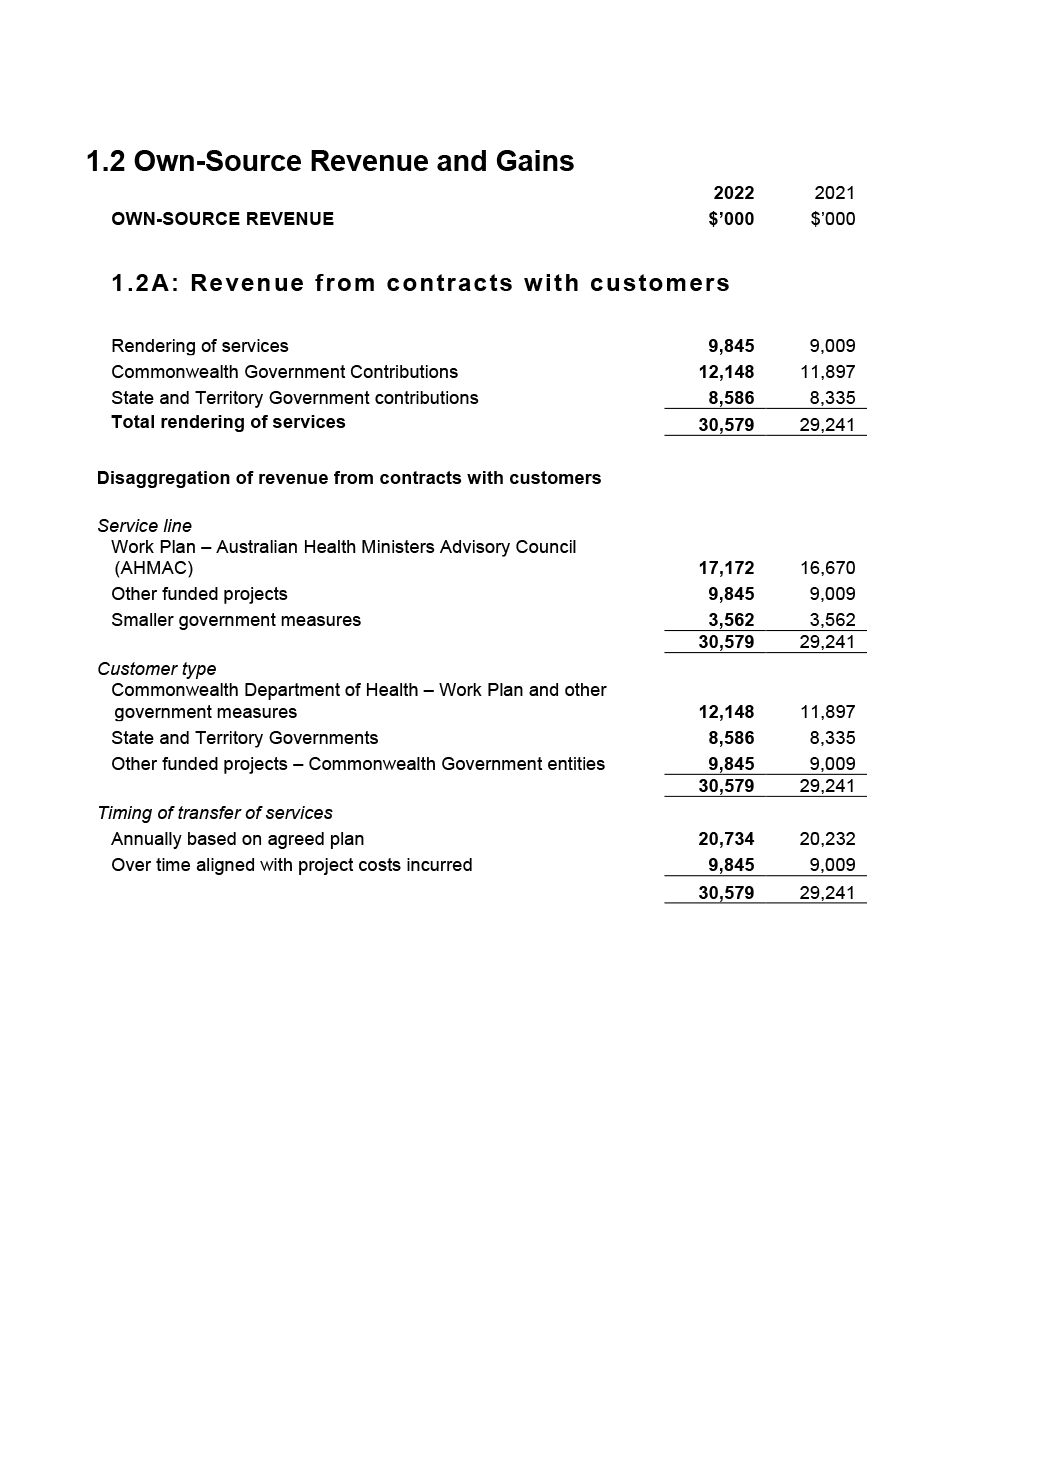 1.2 Own-Source Revenue and Gains
2022 2021
OWN-SOURCE REVENUE $’000 $’000
1.2A: Revenue from contracts with customers
Rendering of services 9,845 9,009
Commonwealth Government Contributions 12,148 11,897
State and Territory Government contributions 8,586 8,335
Total rendering of services 30,579 29,241
Disaggregation of revenue from contracts with customers
Service line
Work Plan – Australian Health Ministers Advisory Council
(AHMAC) 17,172 16,670
Other funded projects 9,845 9,009
Smaller government measures 3,562 3,562
30,579 29,241
Customer type
Commonwealth Department of Health – Work Plan and other
government measures 12,148 11,897
State and Territory Governments 8,586 8,335
Other funded projects – Commonwealth Government entities 9,845 9,009
30,579 29,241
Timing of transfer of services
Annually based on agreed plan 20,734 20,232
Over time aligned with project costs incurred 9,845 9,009
30,579 29,241